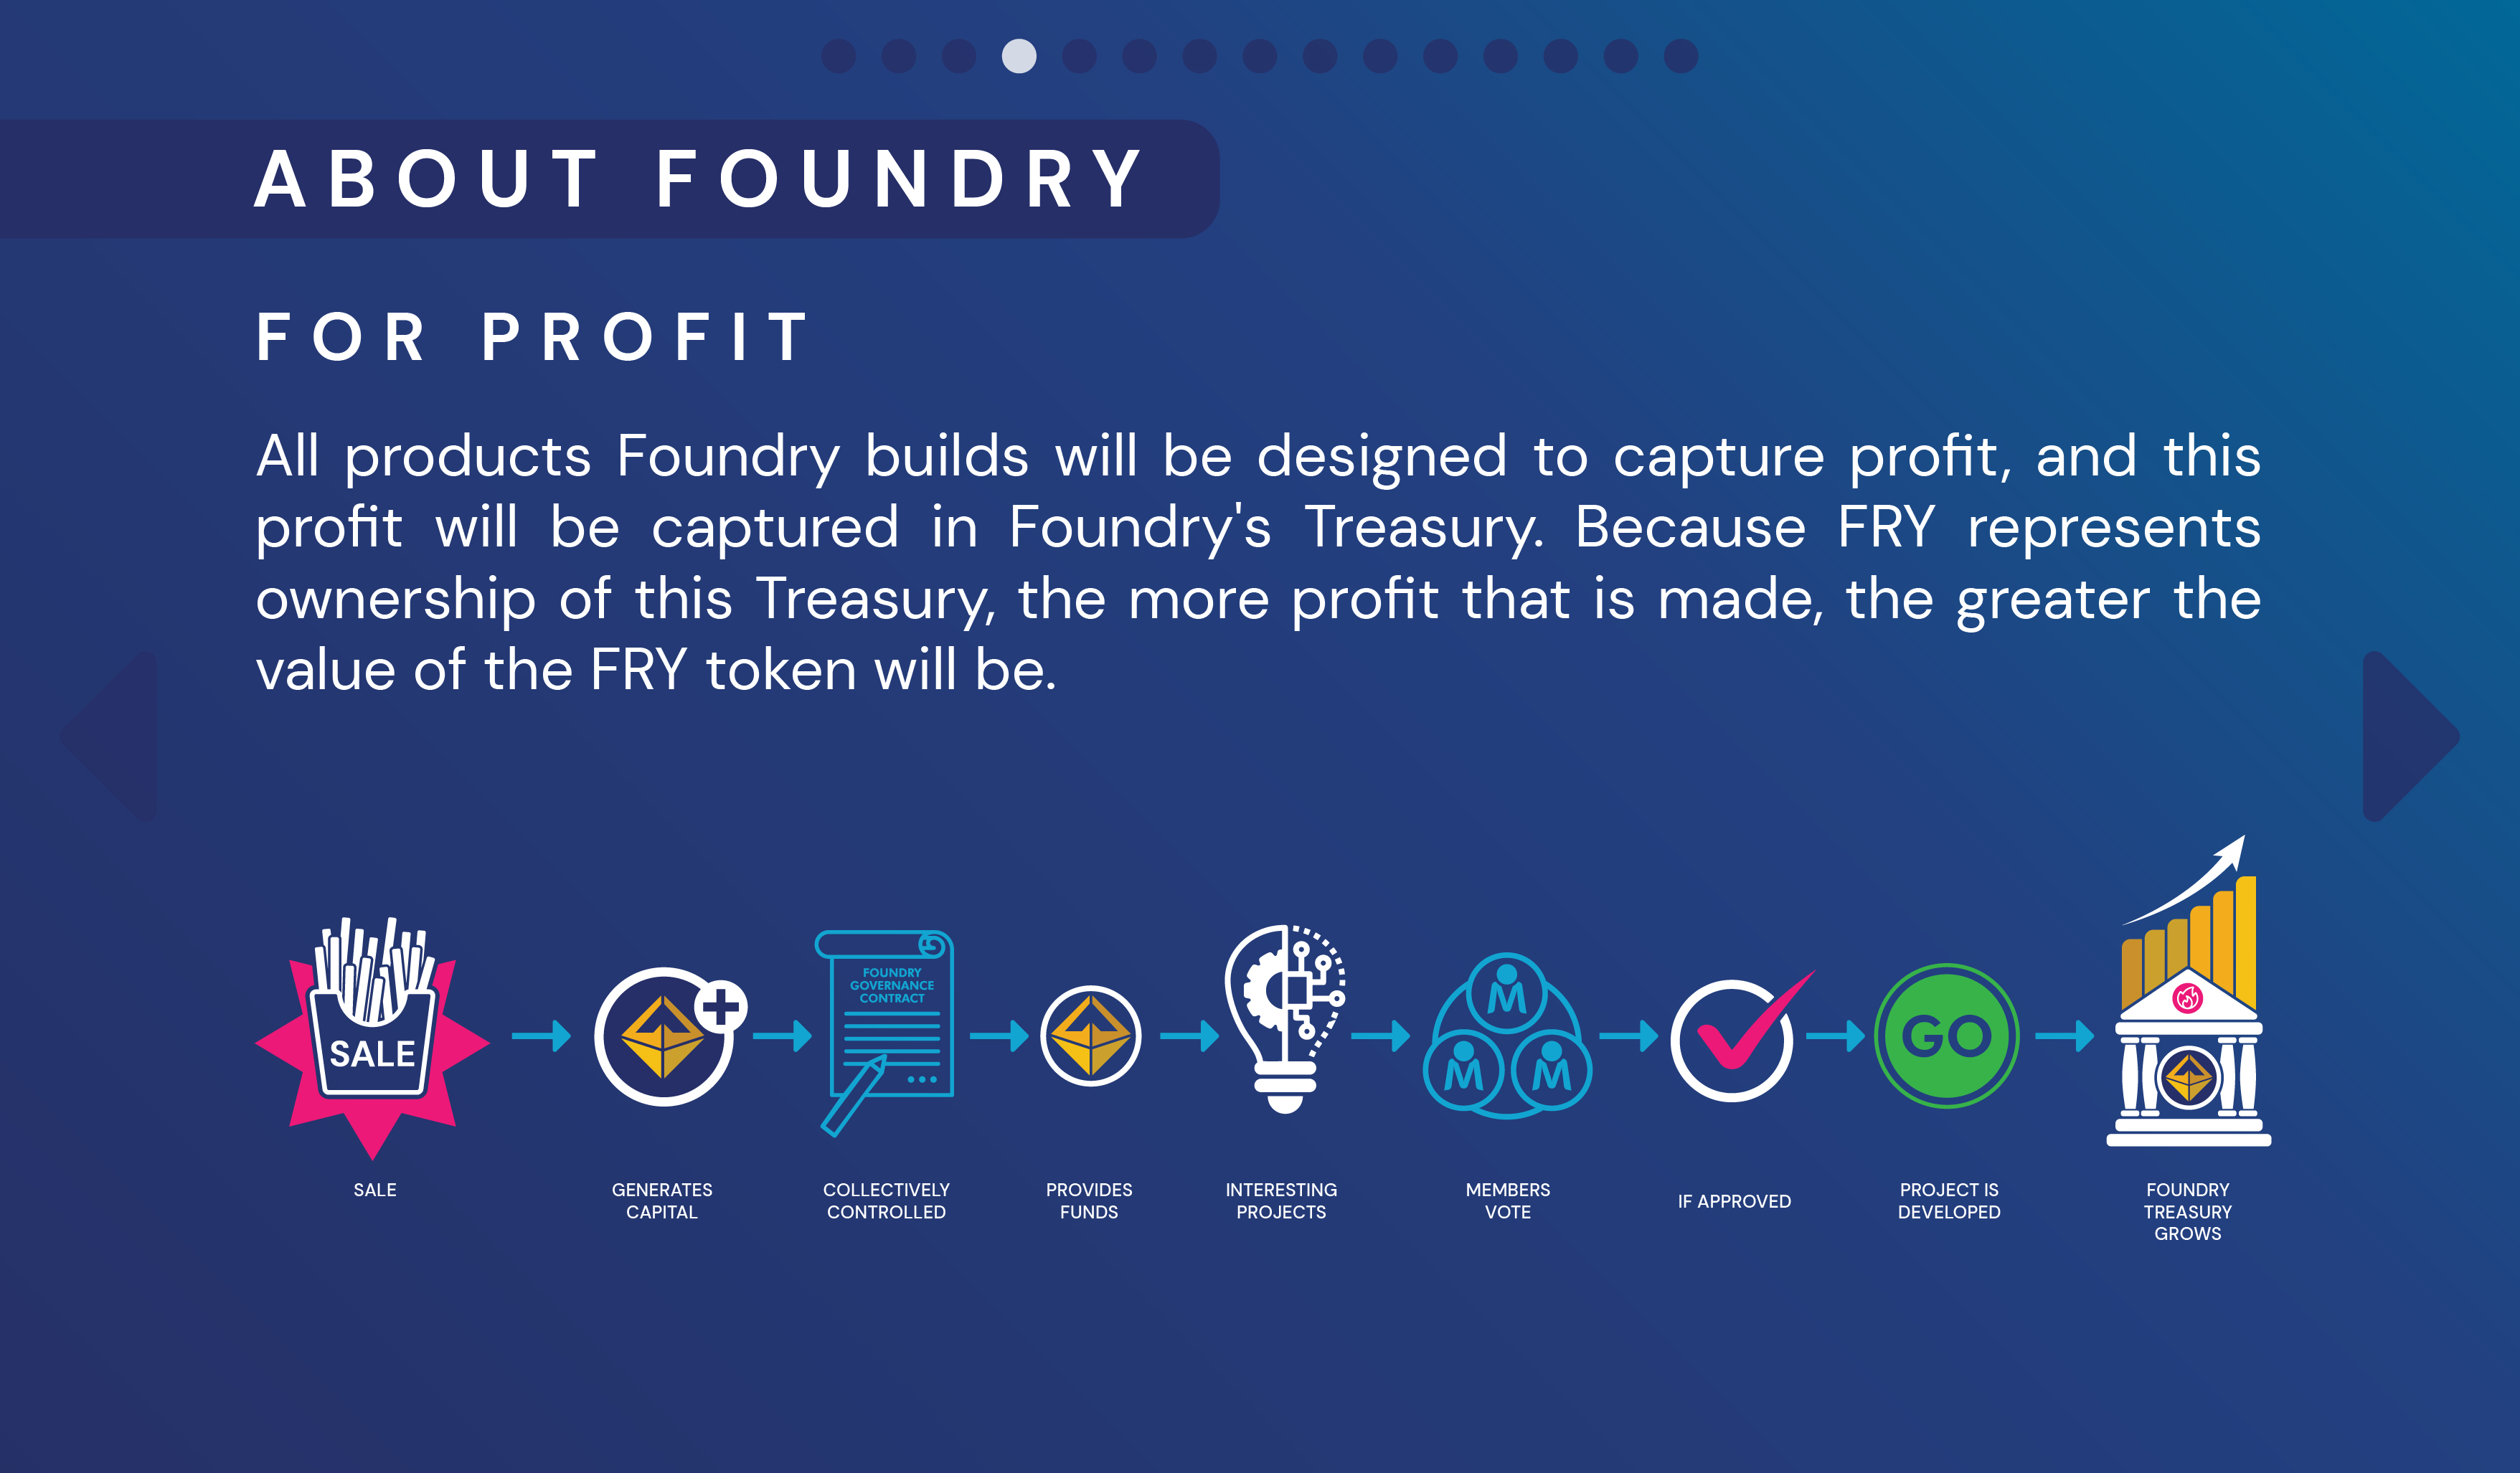 ABOUT FOUNDRY
FOR PROFIT
All products Foundry builds will be designed to capture profit, and this
profit will be captured in Foundry's Treasury. Because FRY represents
ownership of this Treasury, the more profit that is made, the greater the
value of the FRY token will be.
SALE
FOUNDRY
GOVERNANCE
CONTRACT
GO
SALE
GENERATES
CAPITAL
COLLECTIVELY
CONTROLLED
PROVIDES
FUNDS
INTERESTING
PROJECTS
MEMBERS
VOTE
IF APPROVED
PROJECT IS
DEVELOPED
FOUNDRY
TREASURY
GROWS